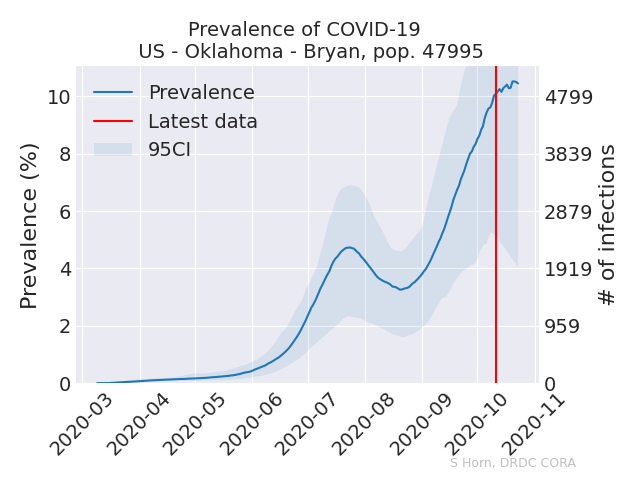 Prevalence of COVID-19
US - Oklahoma - Bryan, pop. 47995
Prevalence
Latest data
95CI
Prevalence (%)
10
8
6
4
2
0
4799
3839
2879
1919
959
0
# of infections
2020-03
2020-04
2020-05
2020-06
2020-07
2020-08
2020-09
2020-10
2020-11
S Horn, DRDC CORA